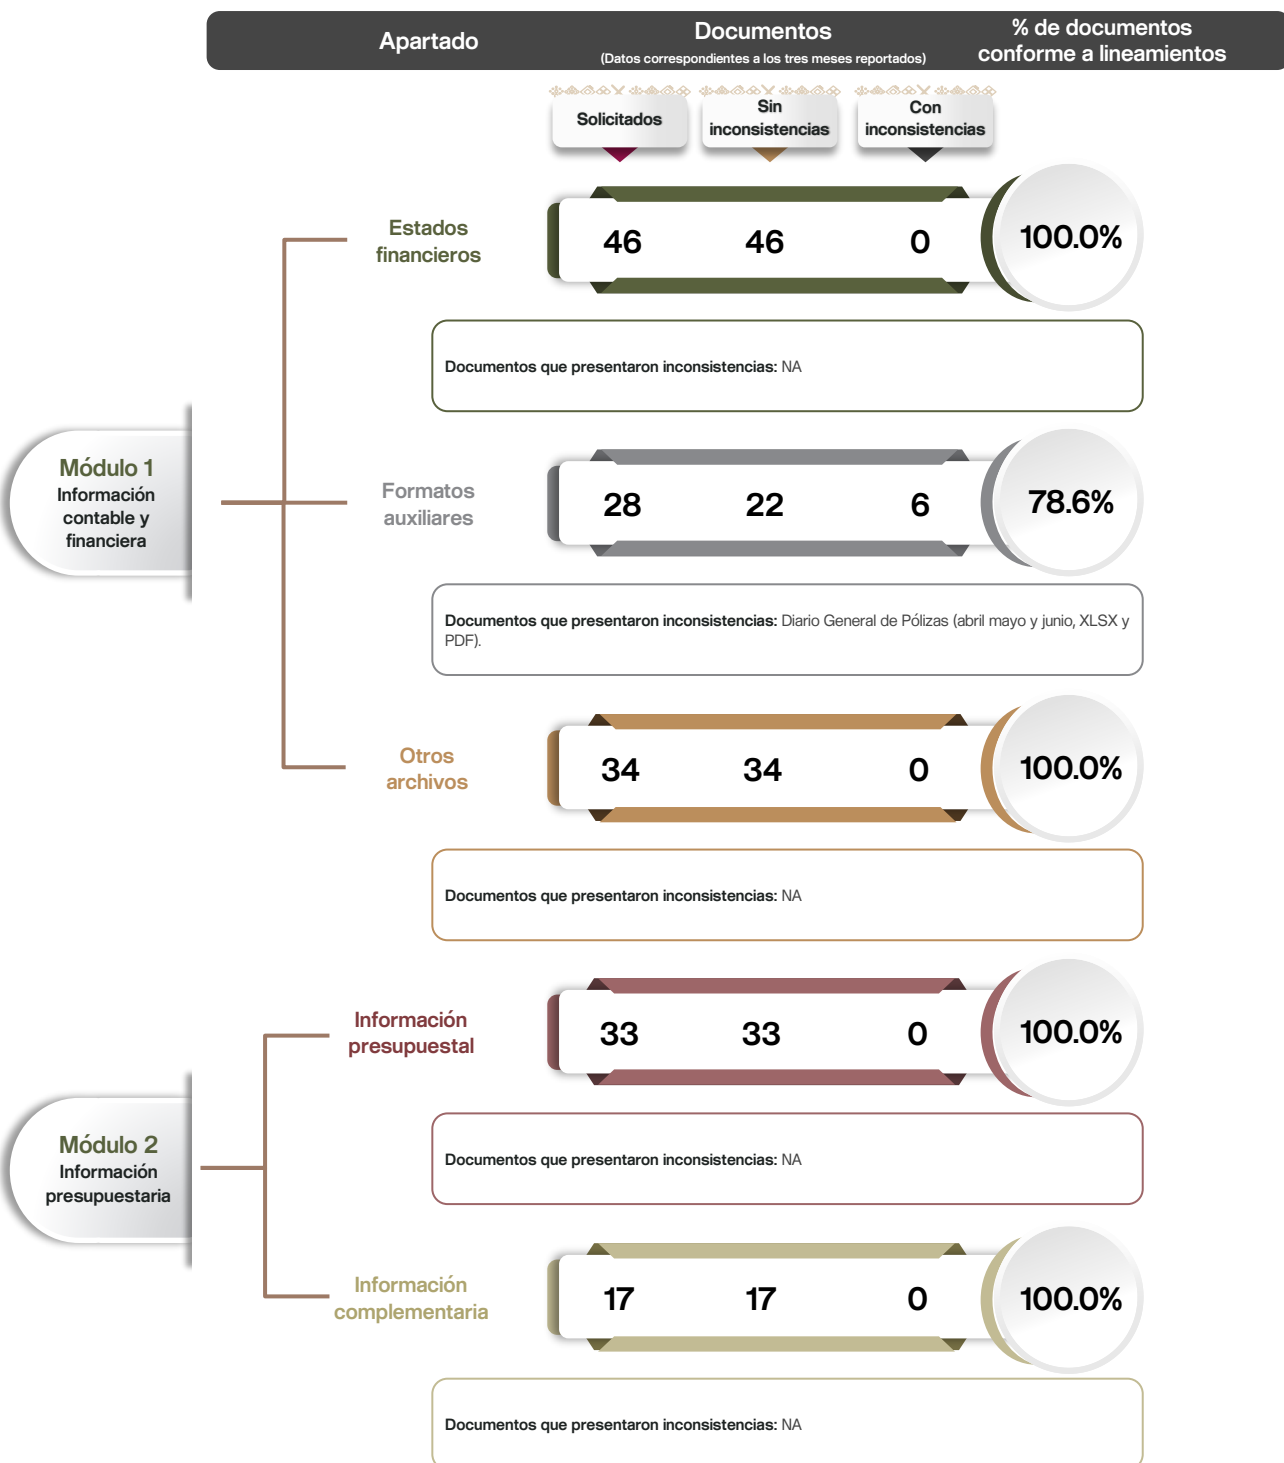 Apartado
Documentos
(Datos correspondientes a los tres meses reportados)
% de documentos
conforme a lineamientos
Solicitados
Sin
inconsistencias
Con
inconsistencias
Módulo 1
Información
contable y
financiera
Estados
financieros
46 46 0 100.0%
Documentos que presentaron inconsistencias: NA
Formatos
auxiliares
28 22 6 78.6%
Documentos que presentaron inconsistencias: Diario General de Pólizas (abril mayo y junio, XLSX y
PDF).
Otros
archivos
34 34 0 100.0%
Documentos que presentaron inconsistencias: NA
Módulo 2
Información
presupuestaria
Información
presupuestal
33 33 0 100.0%
Documentos que presentaron inconsistencias: NA
Información
complementaria
17 17 0 100.0%
Documentos que presentaron inconsistencias: NA